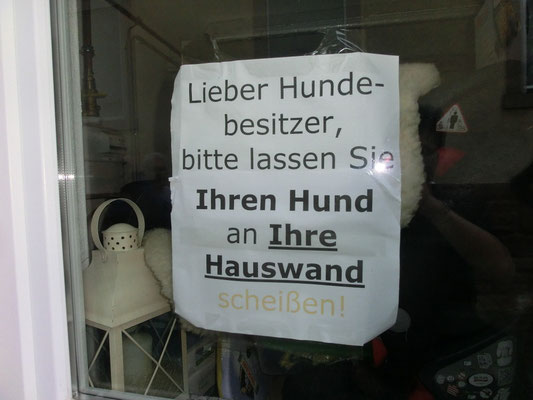 Lieber Hunde-
besitzer,
bitte lassen Sie
Ihren Hund
an Ihre
Hauswand
scheißen!